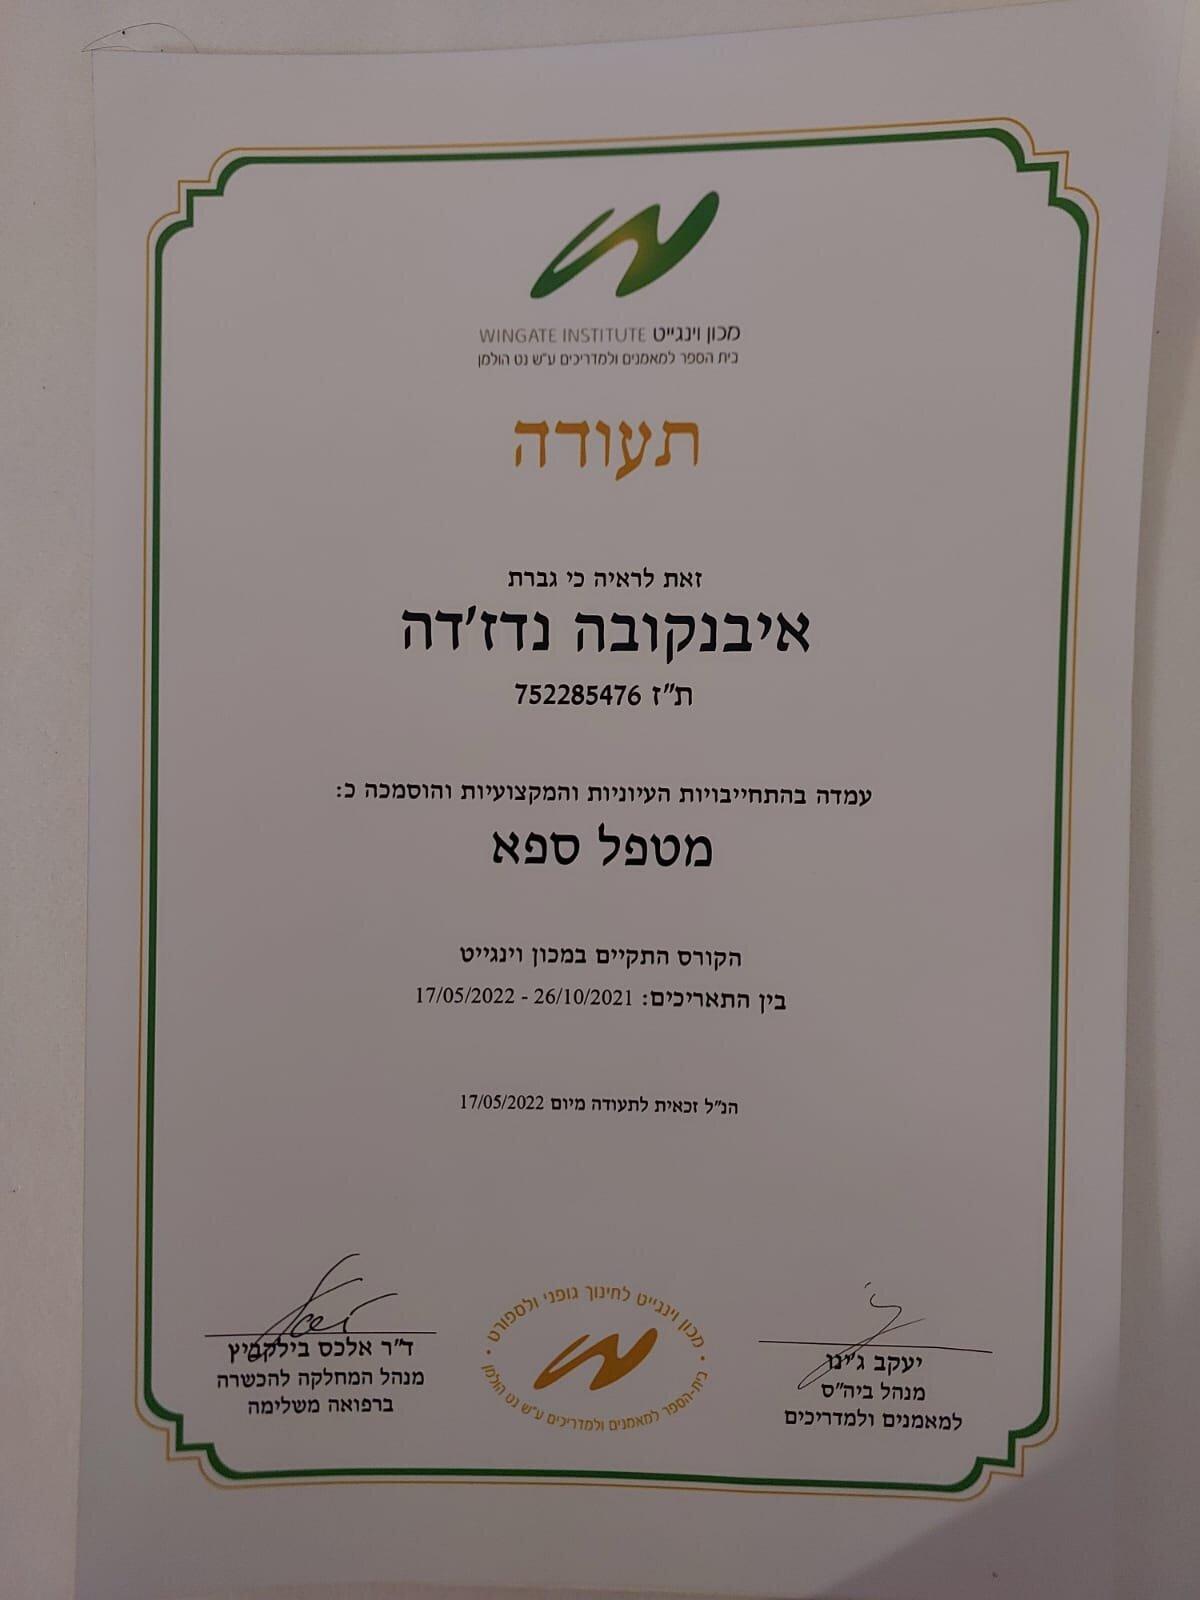 מכון וינגייט WINGATE INSTITUTE
בית הספר למאמנים ולמדריכים ע״ש נט הולמן
תעודה
זאת לראיה כי גברת
איבנקובה נדז'דה
ת"ז 752285476
עמדה בהתחייבויות העיוניות והמקצועיות והוסמכה כ:
מטפל ספא
הקורס התקיים במכון וינגייט
בין התאריכים: 26/10/2021 - 17/05/2022
הנ"ל זכאית לתעודה מיום 17/05/2022
יעקב ג'ינו
מנהל ביה"ס
למאמנים ולמדריכים
מכון וינגייט לחינוך גופני ולספורט
בית-הספר למאמנים ולמדריכים ע״ש נט הולמן
ד"ר אלכס בילקביץ
מנהל המחלקה להכשרה
ברפואה משלימה